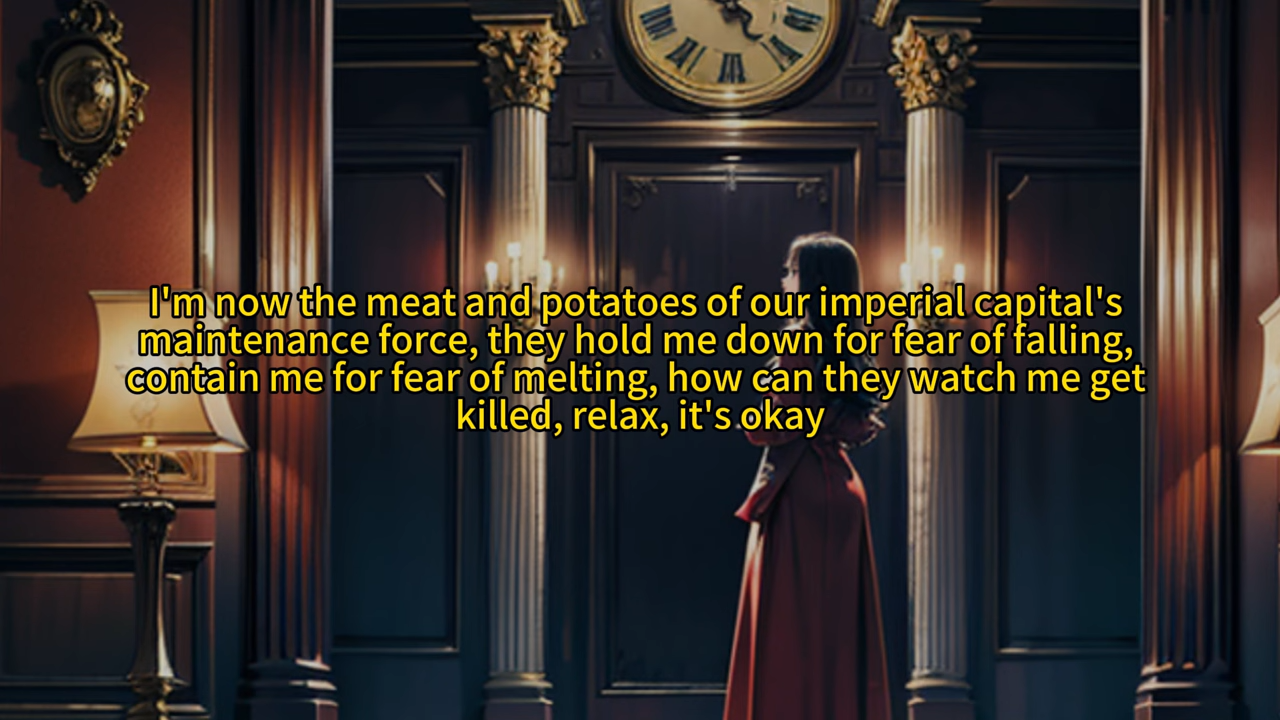 I'm now the meat and potatoes of our imperial capital's
maintenance force, they hold me down for fear of falling,
contain me for fear of melting, how can they watch me get
killed, relax, it's okay